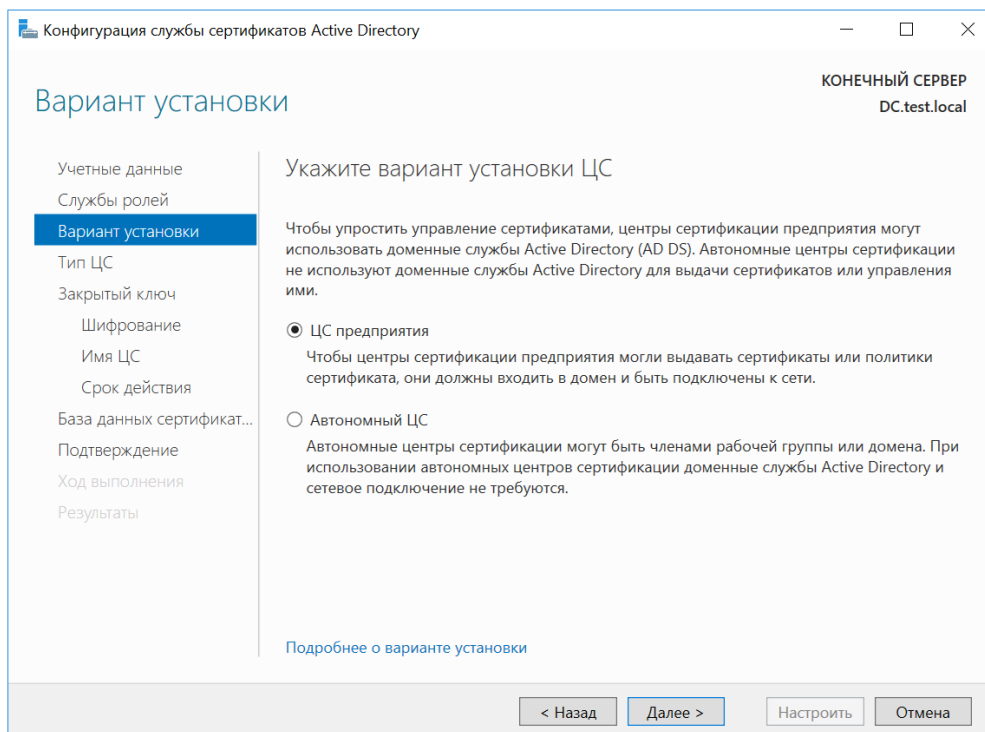 Конфигурация службы сертификатов Active Directory
Вариант установки
КОНЕЧНЫЙ СЕРВЕР
DC.test.local
Учетные данные
Службы ролей
Вариант установки
Тип ЦС
Закрытый ключ
Шифрование
Имя ЦС
Срок действия
База данных сертификат...
Подтверждение
Ход выполнения
Результаты
Укажите вариант установки ЦС
Чтобы упростить управление сертификатами, центры сертификации предприятия могут
использовать доменные службы Active Directory (AD DS). Автономные центры сертификации
не используют доменные службы Active Directory для выдачи сертификатов или управления
ими.
ЦС предприятия
Чтобы центры сертификации предприятия могли выдавать сертификаты или политики
сертификата, они должны входить в домен и быть подключены к сети.
Автономный ЦС
Автономные центры сертификации могут быть членами рабочей группы или домена. При
использовании автономных центров сертификации доменные службы Active Directory и
сетевое подключение не требуются.
Подробнее о варианте установки
< Назад
Далее >
Настроить
Отмена